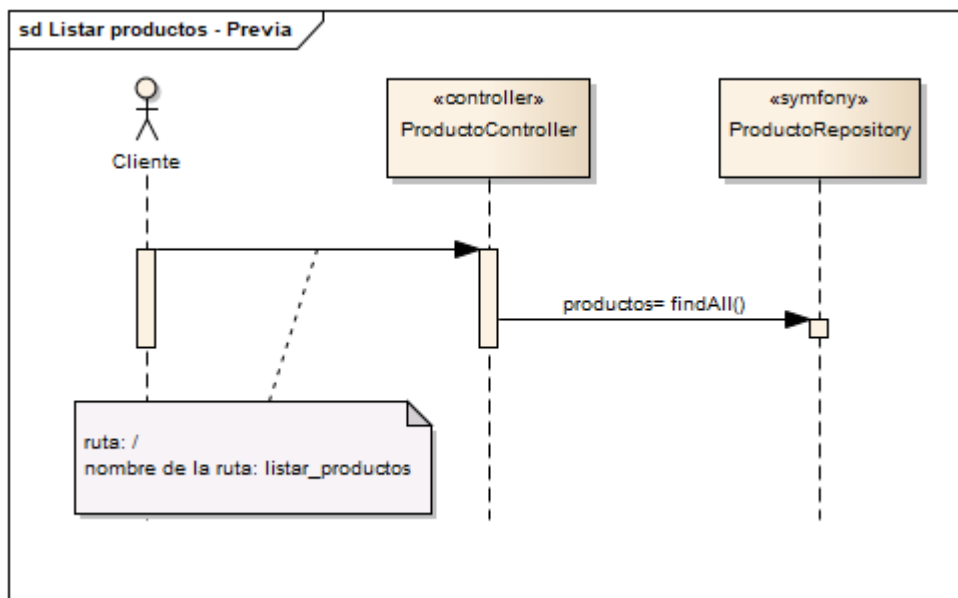 sd Listar productos - Previa
«controller»
ProductoController
«symfony»
ProductoRepository
Cliente
productos= findAll()
ruta: /
nombre de la ruta: listar_productos